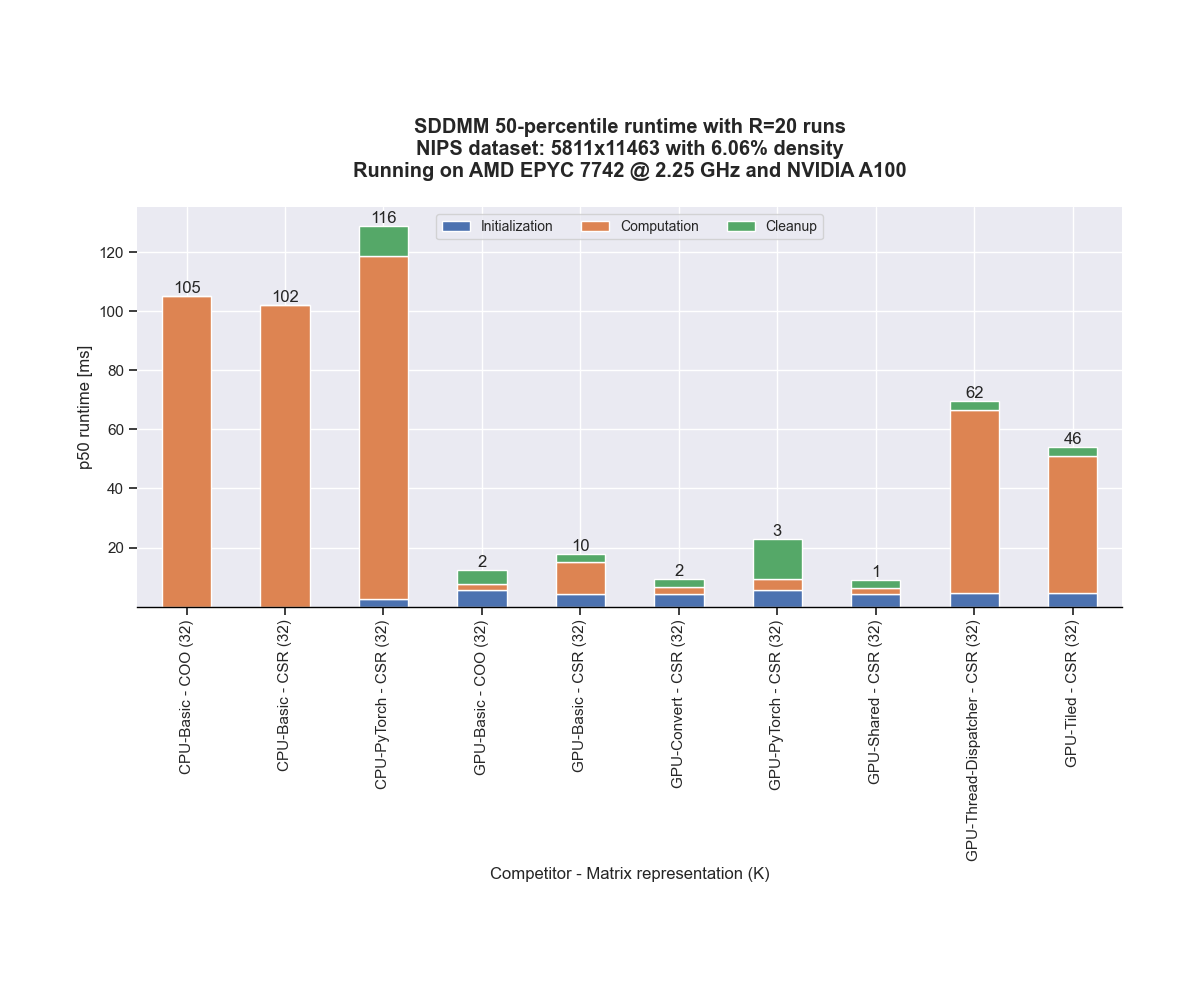 SDDMM 50-percentile runtime with R=20 runs
NIPS dataset: 5811x11463 with 6.06% density
Running on AMD EPYC 7742 @ 2.25 GHz and NVIDIA A100
Initialization
Computation
Cleanup
p50 runtime [ms]
120
100
80
60
40
20
105
102
116
2
10
2
3
1
62
46
CPU-Basic - COO (32)
CPU-Basic - CSR (32)
CPU-PyTorch - CSR (32)
GPU-Basic - COO (32)
GPU-Basic - CSR (32)
GPU-Convert - CSR (32)
GPU-PyTorch - CSR (32)
GPU-Shared - CSR (32)
GPU-Thread-Dispatcher - CSR (32)
GPU-Tiled - CSR (32)
Competitor - Matrix representation (K)